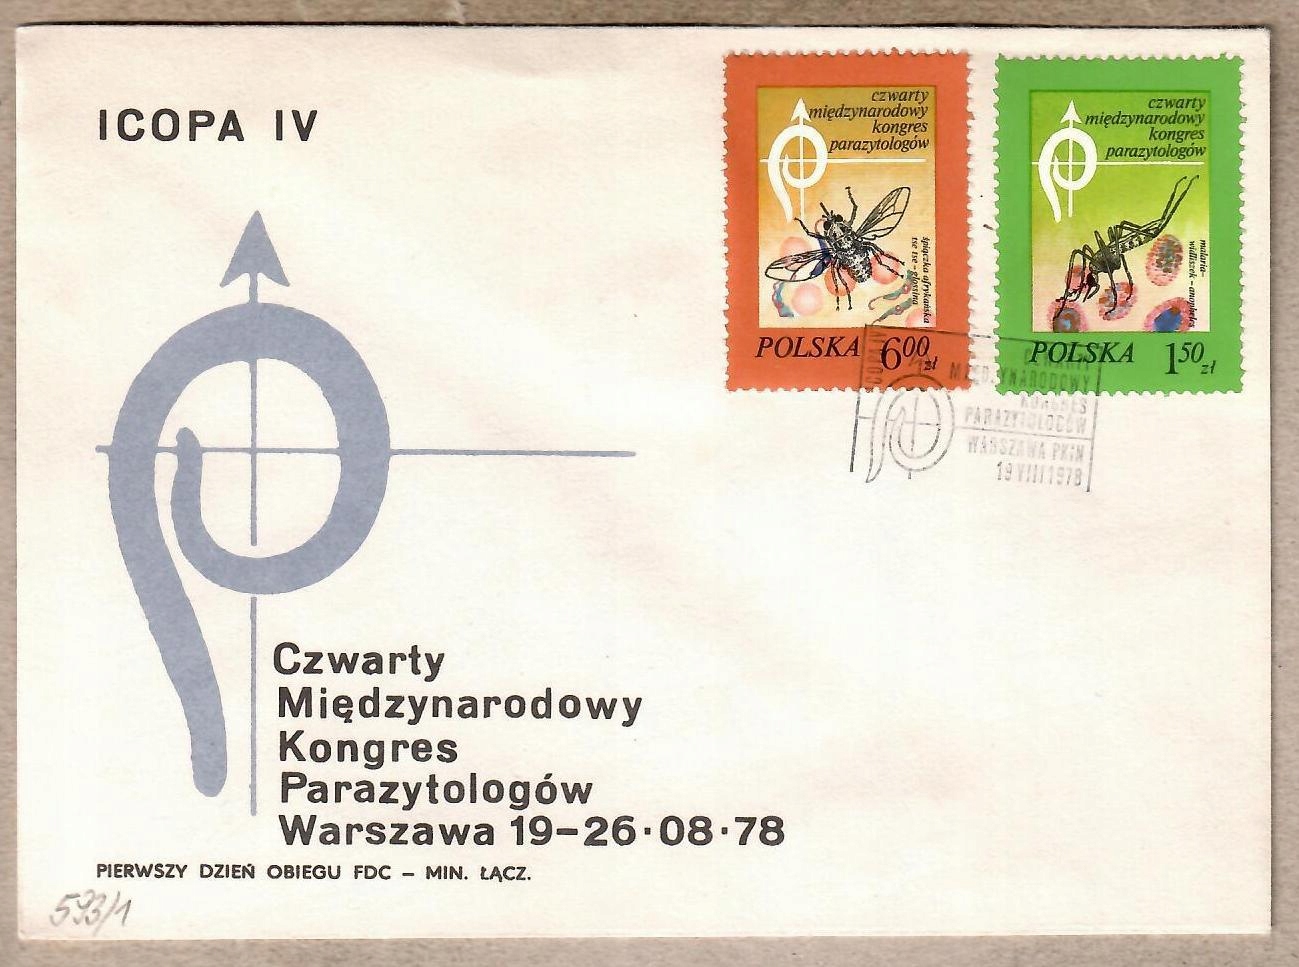 ICOPA IV
czwarty
międzynarodowy
kongres
parazytologów
śpiączka afrykańska
tse tse - glossina
POLSKA 6 00 zł
czwarty
międzynarodowy
kongres
parazytologów
malaria-
widliszek - anopheles
POLSKA 1 50 zł
ICOPA IV
MIĘDZYNARODOWY
KONGRES
PARAZYTOLOGÓW
WARSZAWA PKiN
19 VIII 1978
Czwarty
Międzynarodowy
Kongres
Parazytologów
Warszawa 19-26·08·78
PIERWSZY DZIEŃ OBIEGU FDC – MIN. ŁĄCZ.
593/1